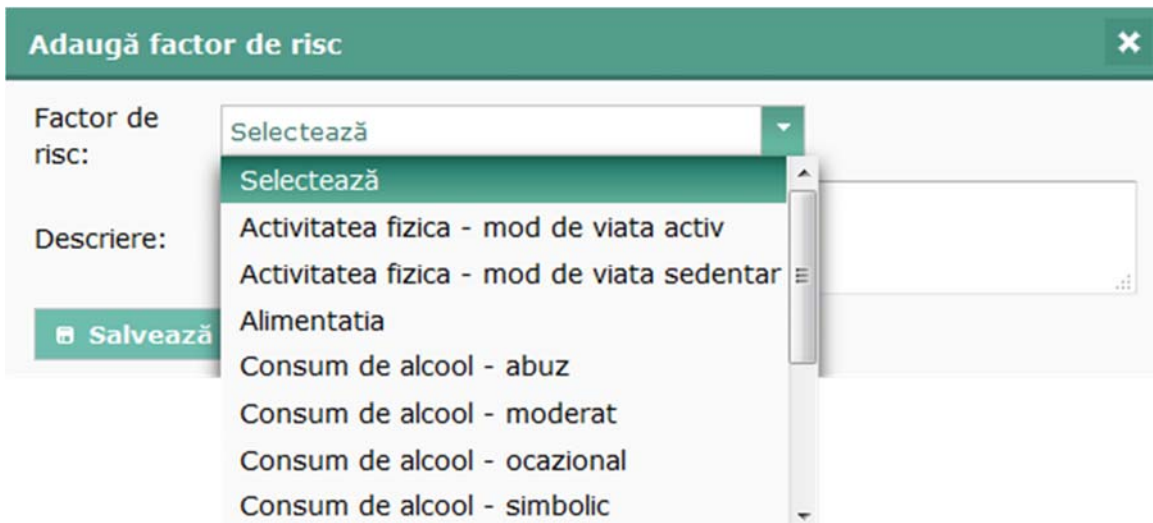 Adaugă factor de risc
Factor de
risc:
Selectează
Selectează
Activitatea fizica - mod de viata activ
Activitatea fizica - mod de viata sedentar
Descriere:
Alimentatia
Consum de alcool - abuz
Consum de alcool - moderat
Consum de alcool - ocazional
Consum de alcool - simbolic
Salvează